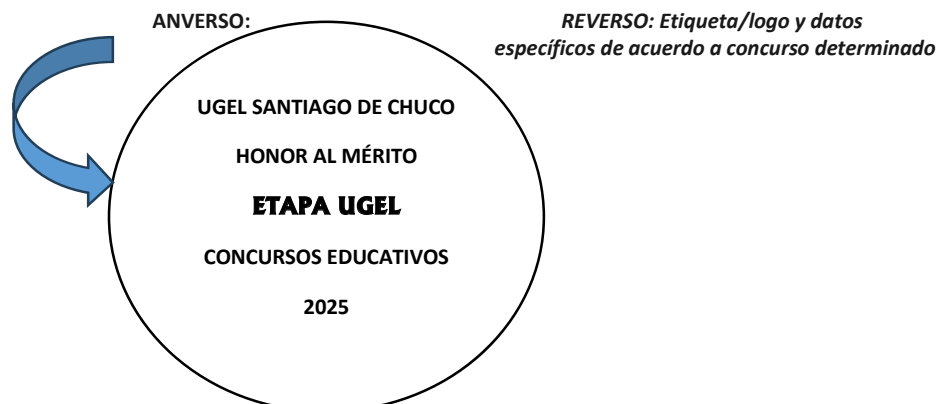 ANVERSO:
REVERSO: Etiqueta/logo y datos
específicos de acuerdo a concurso determinado
UGEL SANTIAGO DE CHUCO
HONOR AL MÉRITO
ETAPA UGEL
CONCURSOS EDUCATIVOS
2025